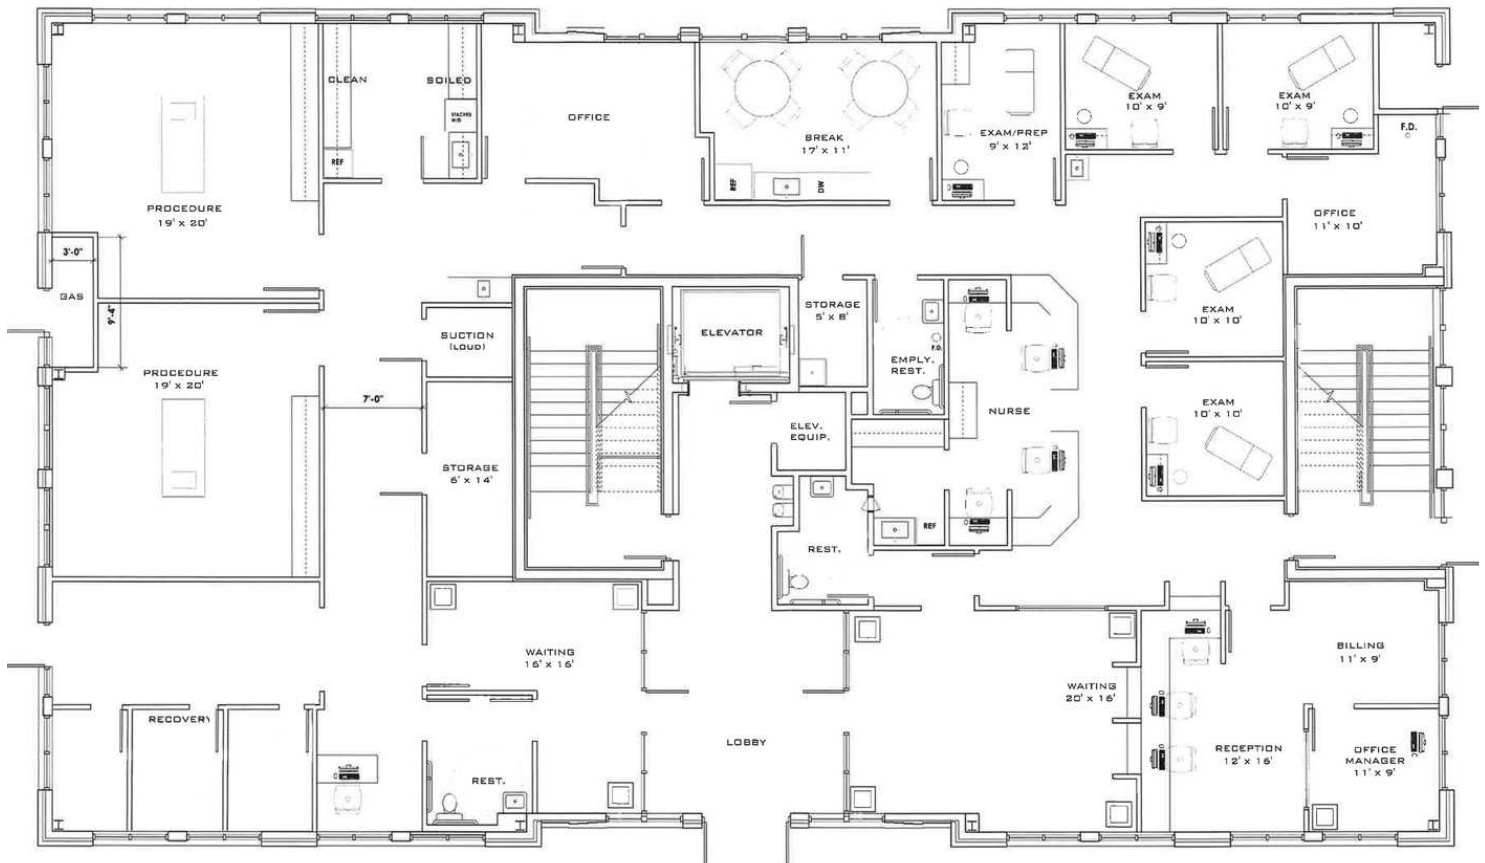 CLEAN
SOILED
STACKED
W/D
REF
OFFICE
BREAK
17' x 11'
REF
DW
EXAM/PREP
9' x 12'
EXAM
10' x 9'
EXAM
10' x 9'
F.D.
PROCEDURE
19' x 20'
OFFICE
11' x 10'
3'-0"
GAS
9'-4"
SUCTION
(LOUD)
ELEVATOR
STORAGE
5' x 8'
F.D.
EMPLY.
REST.
EXAM
10' x 10'
PROCEDURE
19' x 20'
7'-0"
NURSE
EXAM
10' x 10'
ELEV.
EQUIP.
STORAGE
6' x 14'
REF
REST.
WAITING
16' x 16'
BILLING
11' x 9'
WAITING
20' x 16'
RECOVERY
LOBBY
RECEPTION
12' x 16'
OFFICE
MANAGER
11' x 9'
REST.